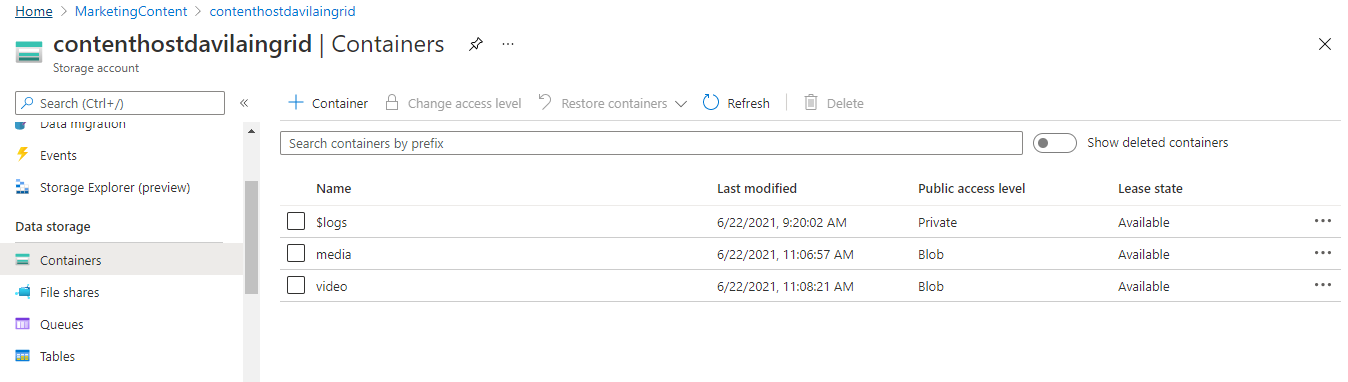 Home > MarketingContent > contenthostdavilaingrid
contenthostdavilaingrid | Containers ...
Storage account
Search (Ctrl+/) «
Data migration
Events
Storage Explorer (preview)
Data storage
Containers
File shares
Queues
Tables
+ Container Change access level Restore containers Refresh Delete
Search containers by prefix Show deleted containers
Name Last modified Public access level Lease state
$logs 6/22/2021, 9:20:02 AM Private Available ...
media 6/22/2021, 11:06:57 AM Blob Available ...
video 6/22/2021, 11:08:21 AM Blob Available ...